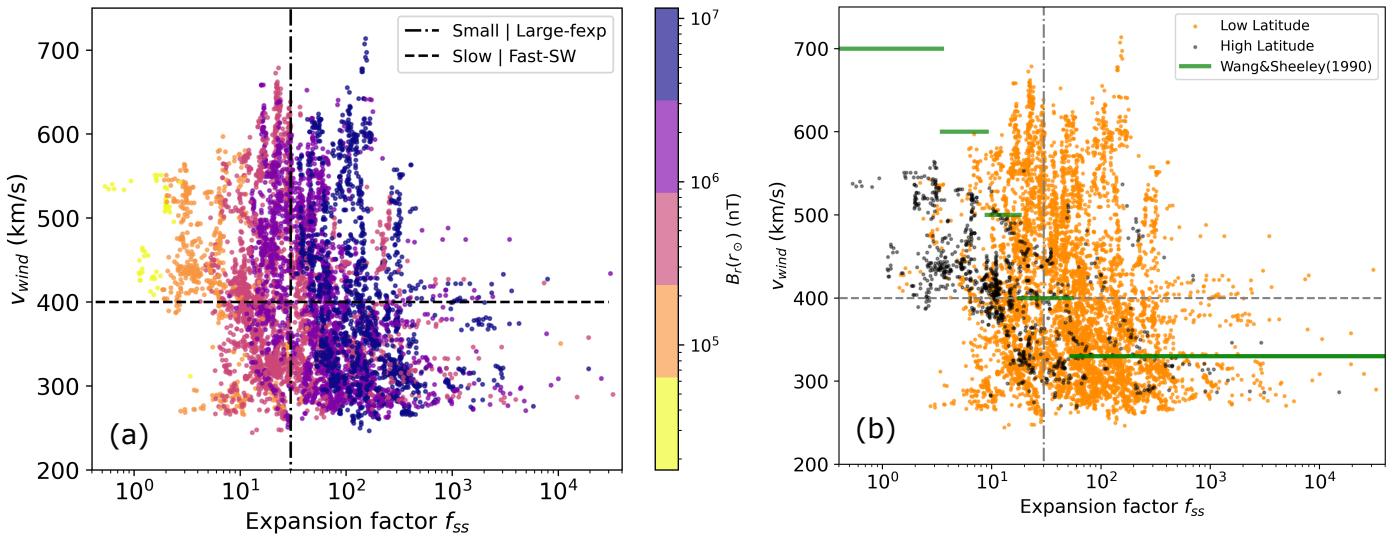 700
600
500
400
300
200
v_wind (km/s)
10^0
10^1
10^2
10^3
10^4
Expansion factor f_ss
Small | Large-fexp
Slow | Fast-SW
(a)
10^7
10^6
10^5
B_r(r_⊙) (nT)
700
600
500
400
300
200
v_wind (km/s)
10^0
10^1
10^2
10^3
10^4
Expansion factor f_ss
Low Latitude
High Latitude
Wang&Sheeley(1990)
(b)